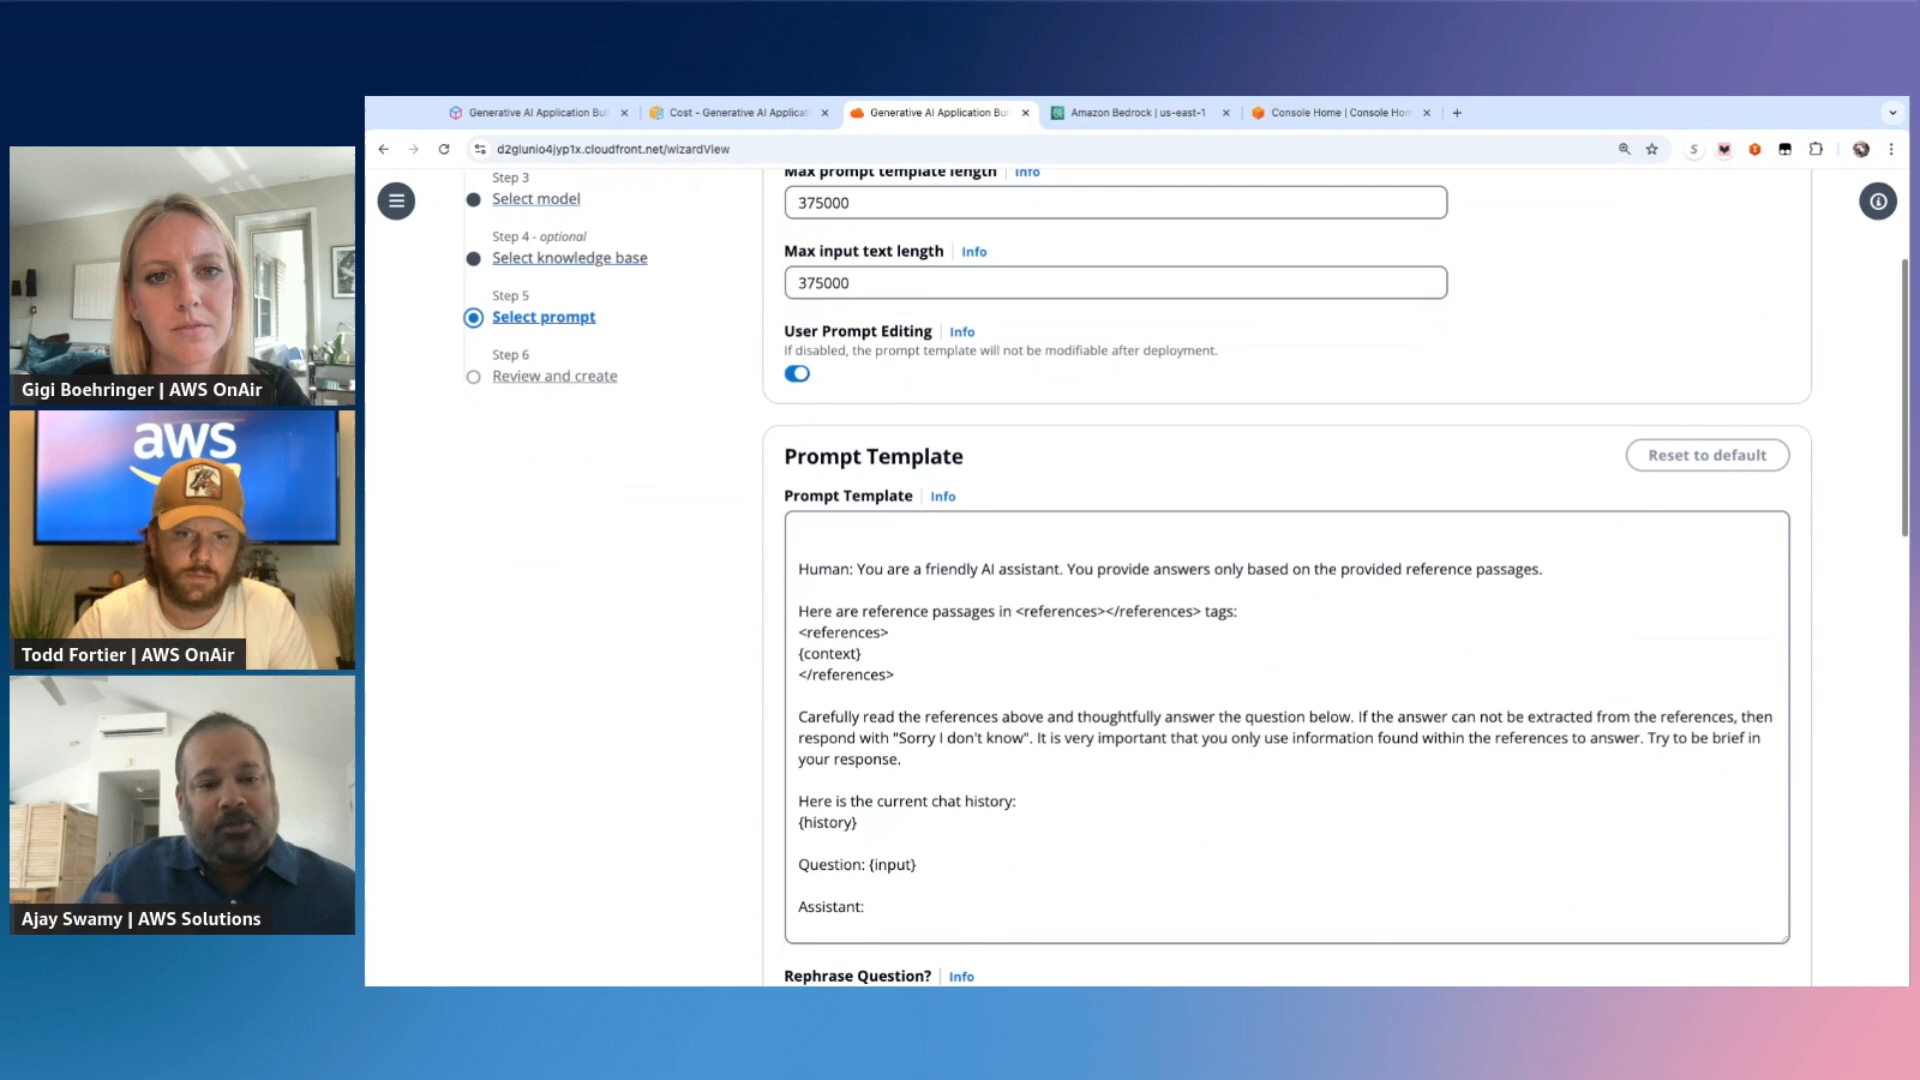 Generative AI Application Bui
Cost - Generative AI Applicat
Generative AI Application Bui
Amazon Bedrock | us-east-1
Console Home | Console Hom
d2glunio4jyp1x.cloudfront.net/wizardView
S
Step 3
Select model
Step 4 - optional
Select knowledge base
Step 5
Select prompt
Step 6
Review and create
Max prompt template length Info
375000
Max input text length Info
375000
User Prompt Editing Info
If disabled, the prompt template will not be modifiable after deployment.
Prompt Template
Reset to default
Prompt Template Info
Human: You are a friendly AI assistant. You provide answers only based on the provided reference passages.
Here are reference passages in <references></references> tags:
<references>
{context}
</references>
Carefully read the references above and thoughtfully answer the question below. If the answer can not be extracted from the references, then
respond with "Sorry I don't know". It is very important that you only use information found within the references to answer. Try to be brief in
your response.
Here is the current chat history:
{history}
Question: {input}
Assistant:
Rephrase Question? Info
Gigi Boehringer | AWS OnAir
aws
Todd Fortier | AWS OnAir
Ajay Swamy | AWS Solutions